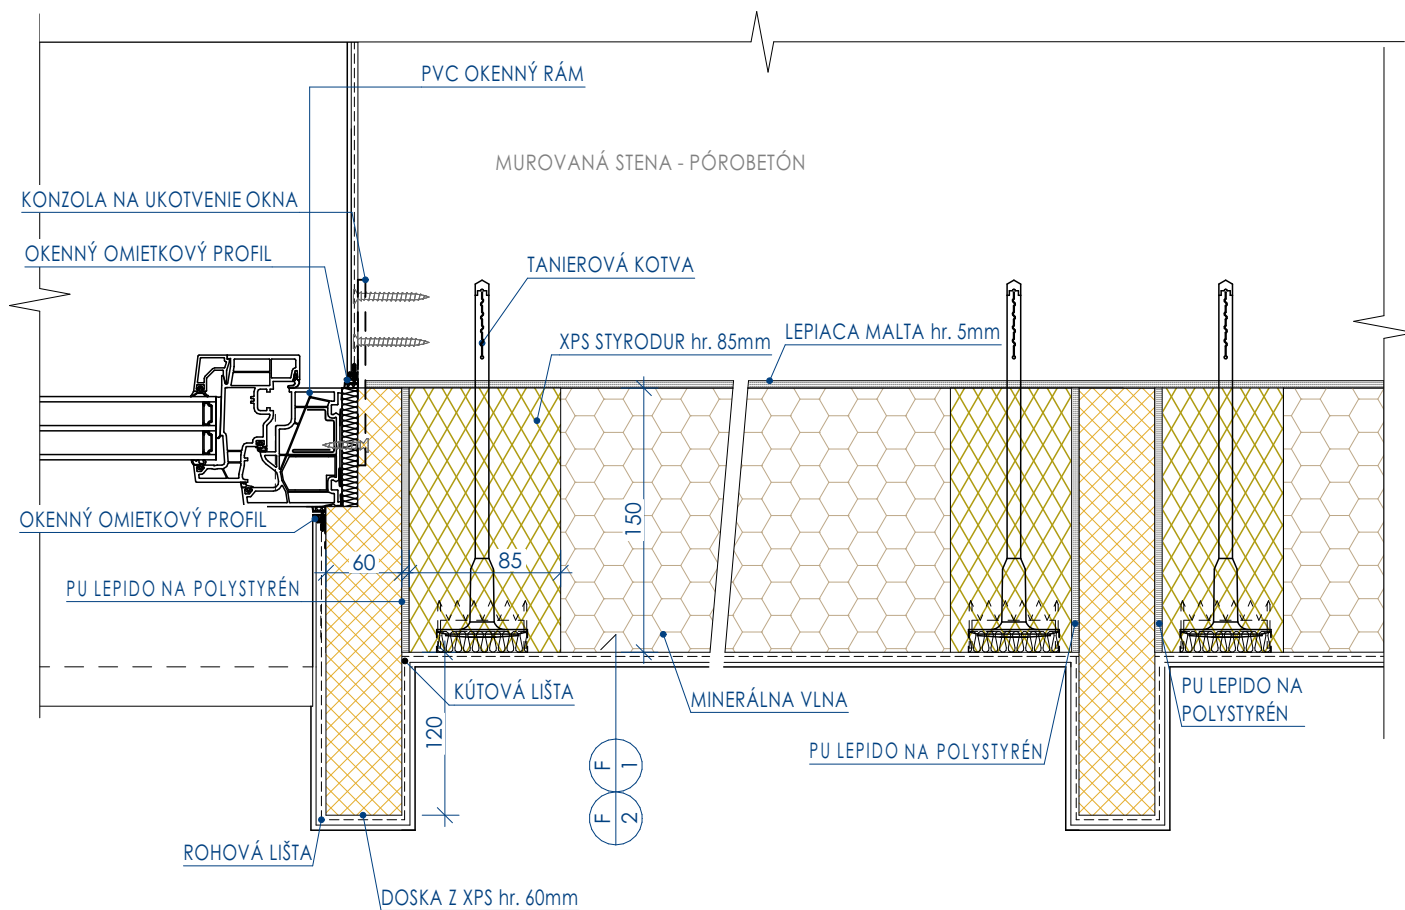 PVC OKENNÝ RÁM
MUROVANÁ STENA - PÓROBETÓN
KONZOLA NA UKOTVENIE OKNA
OKENNÝ OMIETKOVÝ PROFIL
TANIEROVÁ KOTVA
XPS STYRODUR hr. 85mm
LEPIACA MALTA hr. 5mm
OKENNÝ OMIETKOVÝ PROFIL
150
60
85
PU LEPIDO NA POLYSTYRÉN
KÚTOVÁ LIŠTA
MINERÁLNA VLNA
PU LEPIDO NA
POLYSTYRÉN
120
PU LEPIDO NA POLYSTYRÉN
F
1
F
2
ROHOVÁ LIŠTA
DOSKA Z XPS hr. 60mm